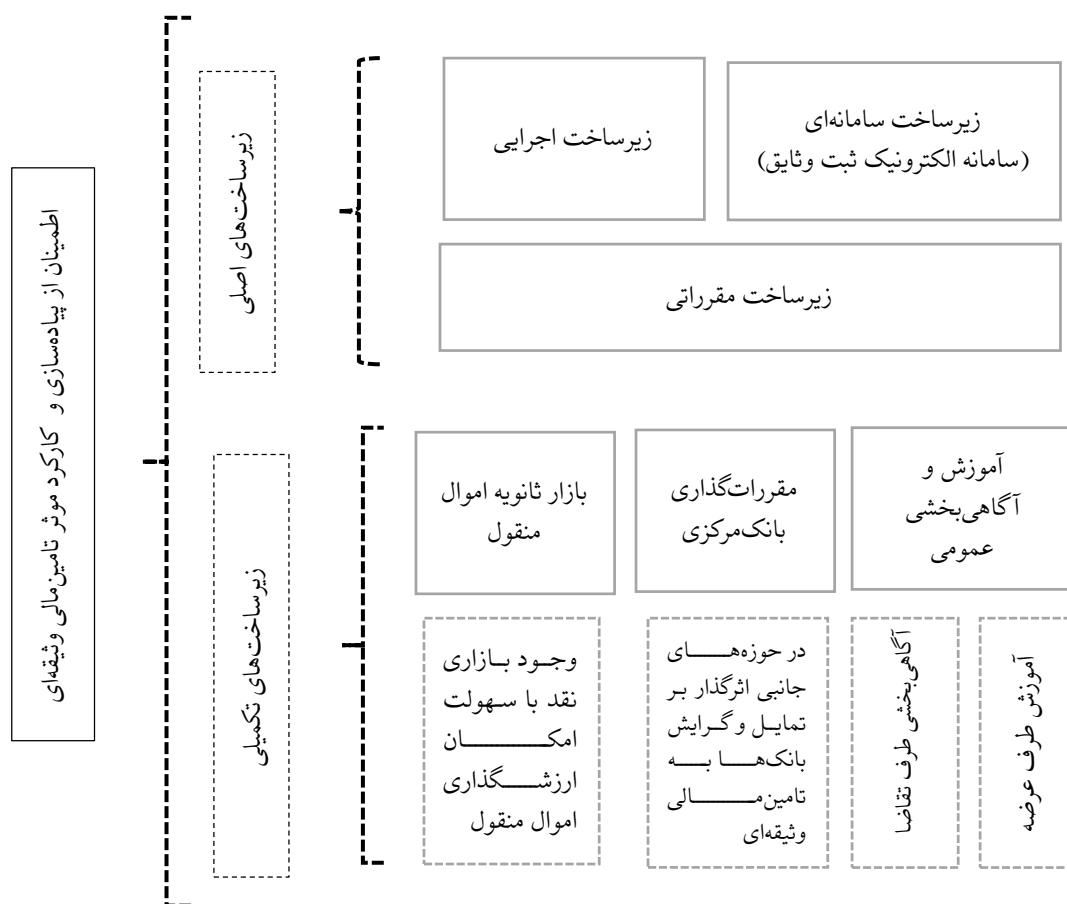 اطمینان از پیاده‌سازی و کارکرد موثر تامین‌مالی وثیقه‌ای
زیرساخت‌های اصلی
زیرساخت سامانه‌ای
(سامانه الکترونیک ثبت وثایق)
زیرساخت اجرایی
زیرساخت مقرراتی
زیرساخت‌های تکمیلی
آموزش و
آگاهی‌بخشی
عمومی
مقررات‌گذاری
بانک‌مرکزی
بازار ثانویه اموال
منقول
آموزش طرف عرضه
آگاهی‌بخشی طرف تقاضا
در حوزه‌های
جانبی اثرگذار بر
تمایل و گرایش
بانک‌ها به
تامین‌مالی
وثیقه‌ای
وجود بازاری
نقد با سهولت
امکان
ارزشگذاری
اموال منقول